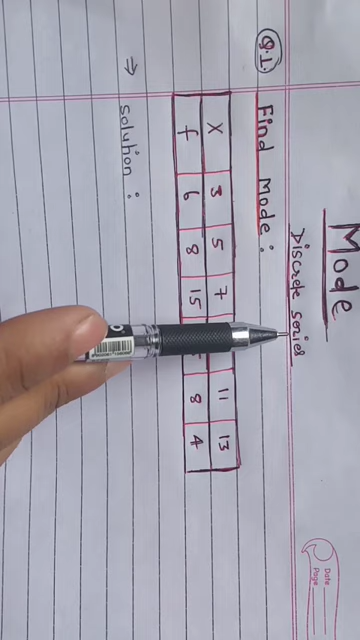 Mode
Discrete series
Q.1. Find Mode:
X 3 5 7 11 13
f 6 8 15 8 4
→ Solution:
Date
Page